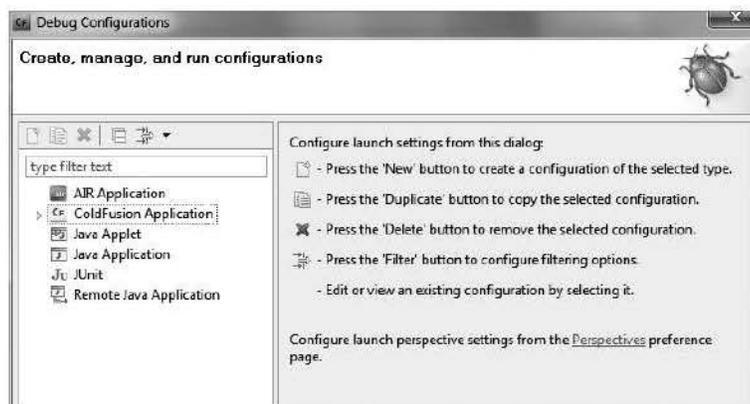 CF Debug Configurations
Create, manage, and run configurations
type filter text
AIR Application
CF ColdFusion Application
Java Applet
Java Application
Ju JUnit
Remote Java Application
Configure launch settings from this dialog:
- Press the 'New' button to create a configuration of the selected type.
- Press the 'Duplicate' button to copy the selected configuration.
- Press the 'Delete' button to remove the selected configuration.
- Press the 'Filter' button to configure filtering options.
- Edit or view an existing configuration by selecting it.
Configure launch perspective settings from the Perspectives preference
page.